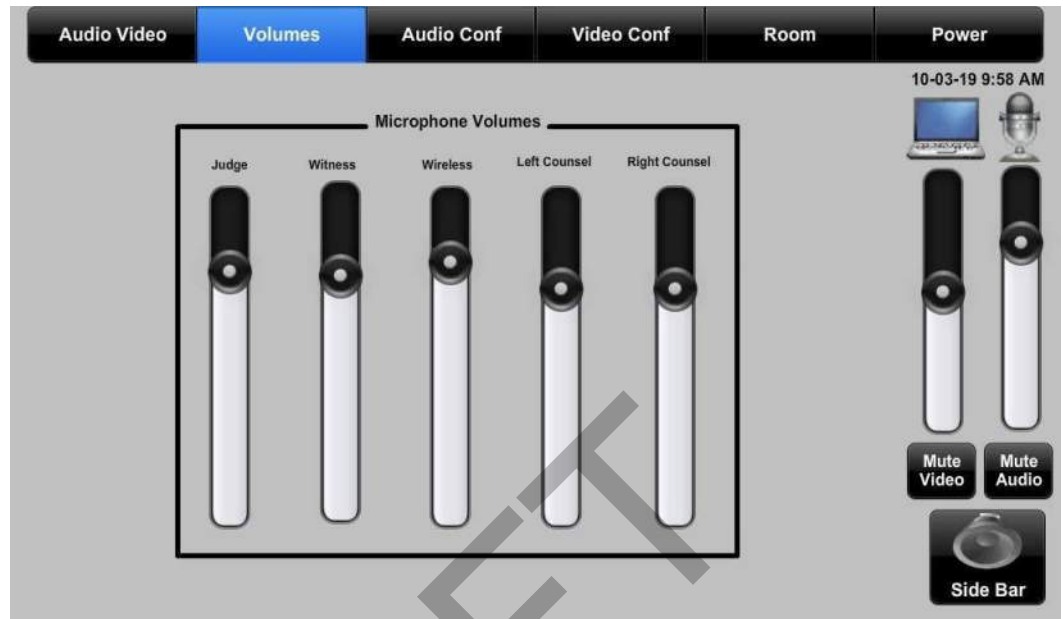 Audio Video
Volumes
Audio Conf
Video Conf
Room
Power
10-03-19 9:58 AM
Microphone Volumes
Judge
Witness
Wireless
Left Counsel
Right Counsel
Mute
Video
Mute
Audio
Side Bar